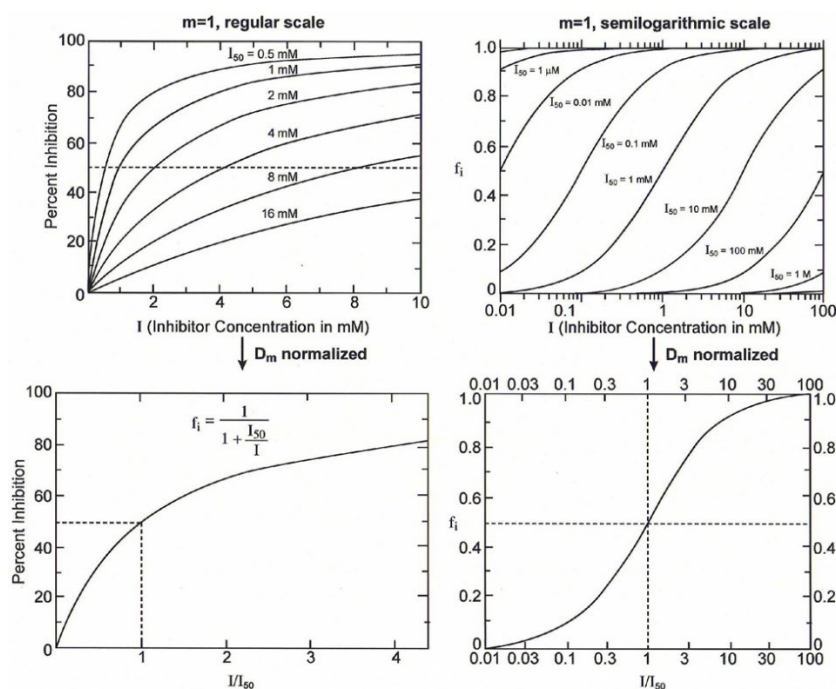 m=1, regular scale
100
80
60
40
20
0
Percent Inhibition
I₅₀ = 0.5 mM
1 mM
2 mM
4 mM
8 mM
16 mM
0 2 4 6 8 10
I (Inhibitor Concentration in mM)
Dₘ normalized
m=1, semilogarithmic scale
1.0
0.8
0.6
0.4
0.2
0
fᵢ
I₅₀ = 1 μM
I₅₀ = 0.01 mM
I₅₀ = 0.1 mM
I₅₀ = 1 mM
I₅₀ = 10 mM
I₅₀ = 100 mM
I₅₀ = 1 M
0.01 0.1 1 10 100
I (Inhibitor Concentration in mM)
Dₘ normalized
100
80
60
40
20
0
Percent Inhibition
fᵢ = 1 / (1 + I₅₀/I)
1 2 3 4
I/I₅₀
0.01 0.03 0.1 0.3 1 3 10 30 100
1.0
0.8
0.6
0.4
0.2
0
fᵢ
1.0
0.8
0.6
0.4
0.2
0
0.01 0.03 0.1 0.3 1 3 10 30 100
I/I₅₀